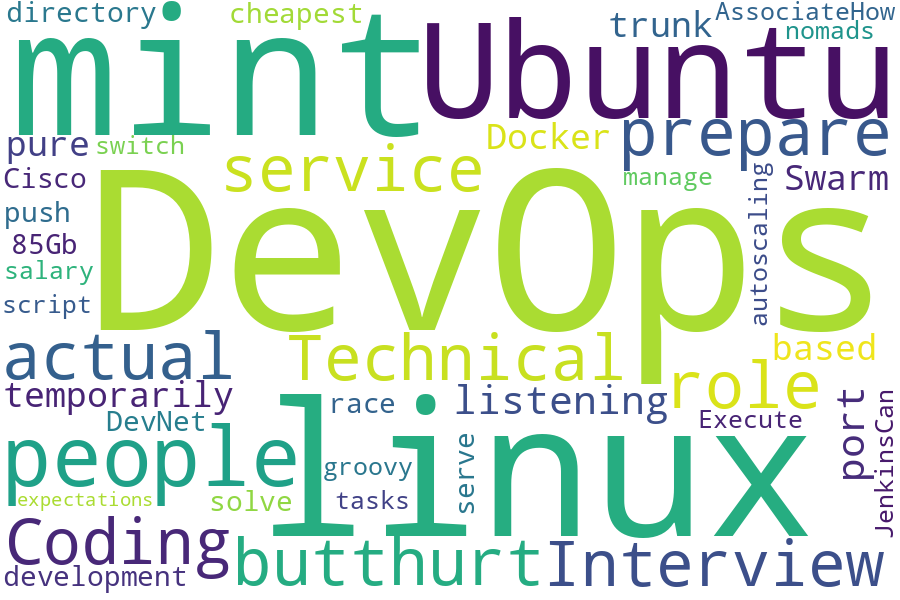 directory
cheapest
AssociateHow
trunk
nomads
mint
Ubuntu
prepare
Docker
pure
switch
service
Cisco
manage
Swarm
autoscaling
push
DevOps
85Gb
salary
script
actual
Technical
based
role
temporarily
race
listening
DevNet
Execute
port
JenkinsCan
people
linux
groovy
serve
expectations
solve
tasks
Coding
butthurt
Interview
development